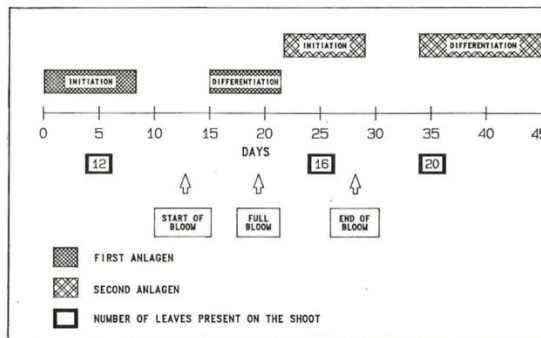 INITIATION
DIFFERENTIATION
INITIATION
DIFFERENTIATION
0 5 10 15 20 25 30 35 40 45
DAYS
12
16
20
START OF
BLOOM
FULL
BLOOM
END OF
BLOOM
FIRST ANLAGEN
SECOND ANLAGEN
NUMBER OF LEAVES PRESENT ON THE SHOOT